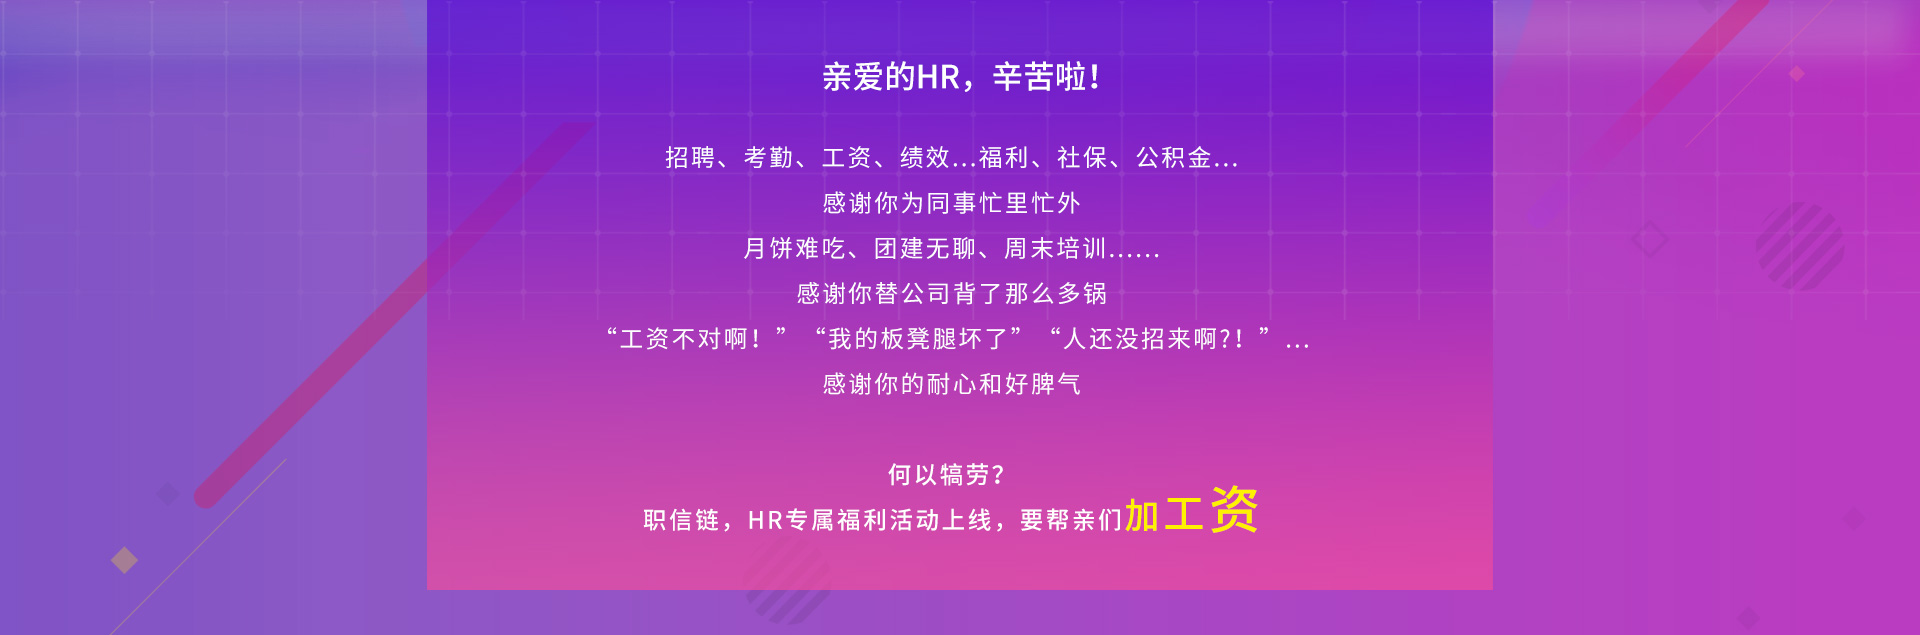 亲爱的HR，辛苦啦！
招聘、考勤、工资、绩效...福利、社保、公积金...
感谢你为同事忙里忙外
月饼难吃、团建无聊、周末培训......
感谢你替公司背了那么多锅
“工资不对啊！”“我的板凳腿坏了”“人还没招来啊?！”...
感谢你的耐心和好脾气
何以犒劳？
职信链，HR专属福利活动上线，要帮亲们加工资